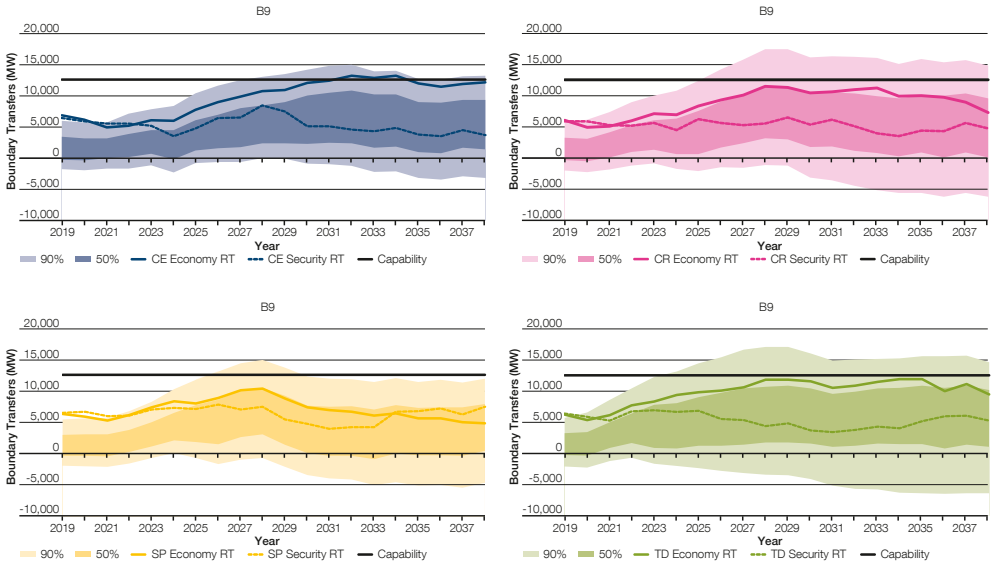 B9
20,000
15,000
10,000
5,000
0
-5,000
-10,000
Boundary Transfers (MW)
2019 2021 2023 2025 2027 2029 2031 2033 2035 2037
Year
90% 50% CE Economy RT CE Security RT Capability
B9
20,000
15,000
10,000
5,000
0
-5,000
-10,000
Boundary Transfers (MW)
2019 2021 2023 2025 2027 2029 2031 2033 2035 2037
Year
90% 50% CR Economy RT CR Security RT Capability
B9
20,000
15,000
10,000
5,000
0
-5,000
-10,000
Boundary Transfers (MW)
2019 2021 2023 2025 2027 2029 2031 2033 2035 2037
Year
90% 50% SP Economy RT SP Security RT Capability
B9
20,000
15,000
10,000
5,000
0
-5,000
-10,000
Boundary Transfers (MW)
2019 2021 2023 2025 2027 2029 2031 2033 2035 2037
Year
90% 50% TD Economy RT TD Security RT Capability